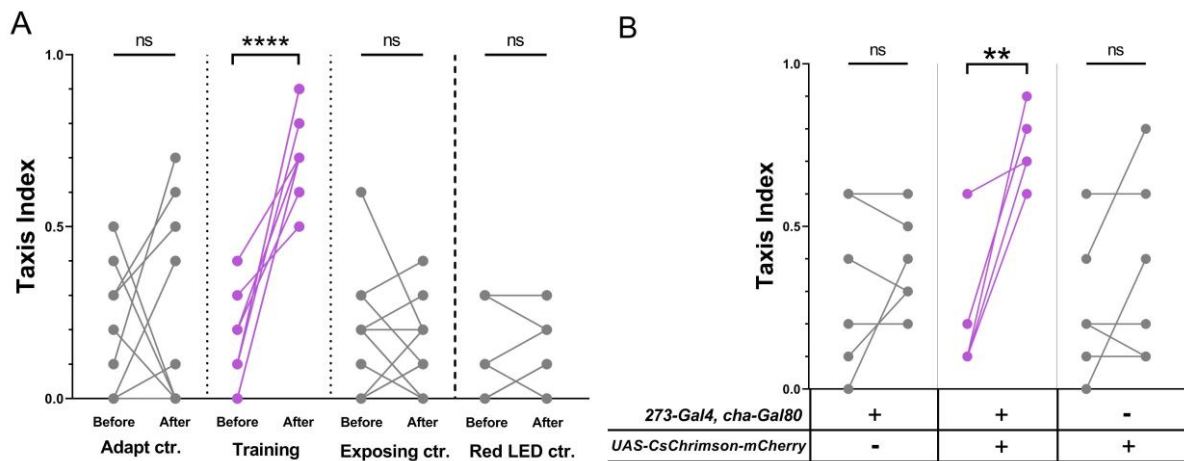 A
ns **** ns ns
1.0
0.5
0.0
Taxis Index
Before After Before After Before After Before After
Adapt ctr. Training Exposing ctr. Red LED ctr.
B
ns ** ns
1.0
0.5
0.0
Taxis Index
273-Gal4, cha-Gal80 + + -
UAS-CsChrimson-mCherry - + +